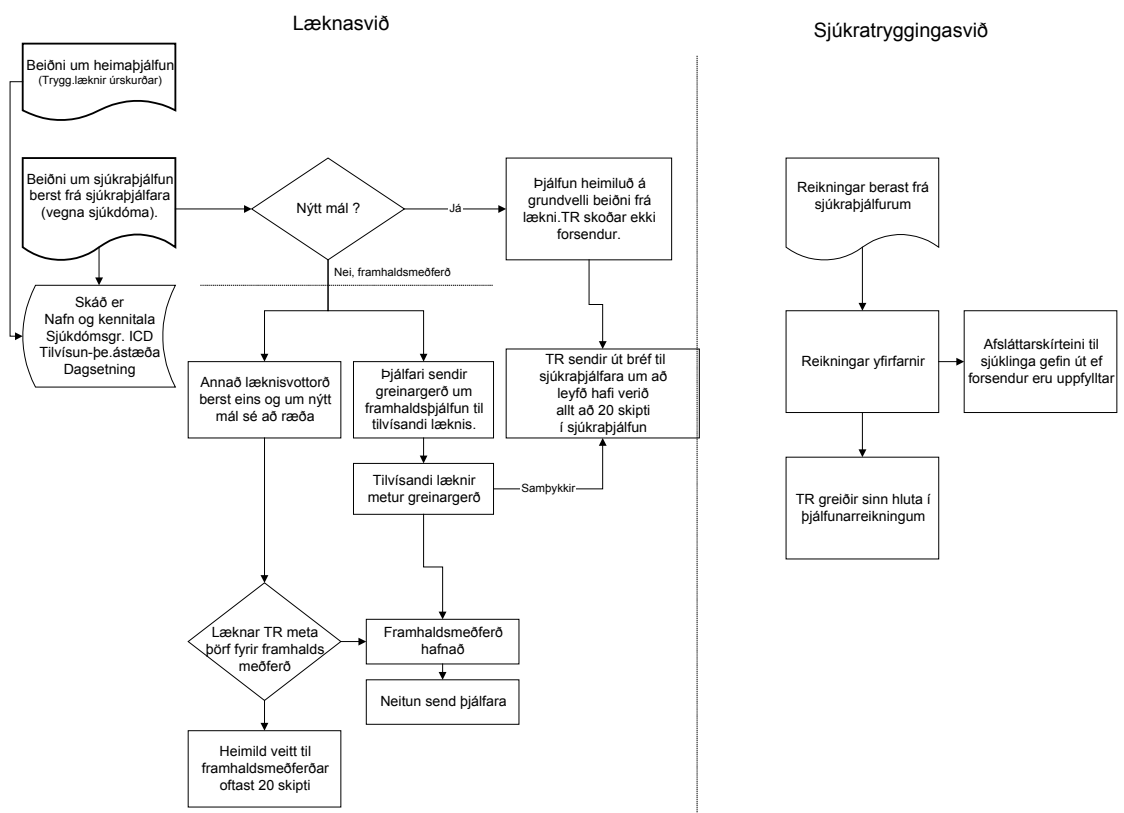 Læknasvið
Sjúkratryggingasvið
Beiðni um heimaþjálfun
(Trygg.læknir úrskurðar)
Beiðni um sjúkraþjálfun
berst frá sjúkraþjálfara
(vegna sjúkdóma).
Nýtt mál ?
Já
Þjálfun heimiluð á
grundvelli beiðni frá
lækni.TR skoðar ekki
forsendur.
Nei, framhaldsmeðferð
Skáð er
Nafn og kennitala
Sjúkdómsgr. ICD
Tilvísun-þe.ástæða
Dagsetning
Annað læknisvottorð
berst eins og um nýtt
mál sé að ræða
Þjálfari sendir
greinargerð um
framhaldsþjálfun til
tilvísandi læknis.
TR sendir út bréf til
sjúkraþjálfara um að
leyfð hafi verið
allt að 20 skipti
í sjúkraþjálfun
Tilvísandi læknir
metur greinargerð
Samþykkir
Læknar TR meta
þörf fyrir framhalds
meðferð
Framhaldsmeðferð
hafnað
Neitun send þjálfara
Heimild veitt til
framhaldsmeðferðar
oftast 20 skipti
Reikningar berast frá
sjúkraþjálfurum
Reikningar yfirfarnir
Afsláttarskírteini til
sjúklinga gefin út ef
forsendur eru uppfylltar
TR greiðir sinn hluta í
þjálfunarreikningum